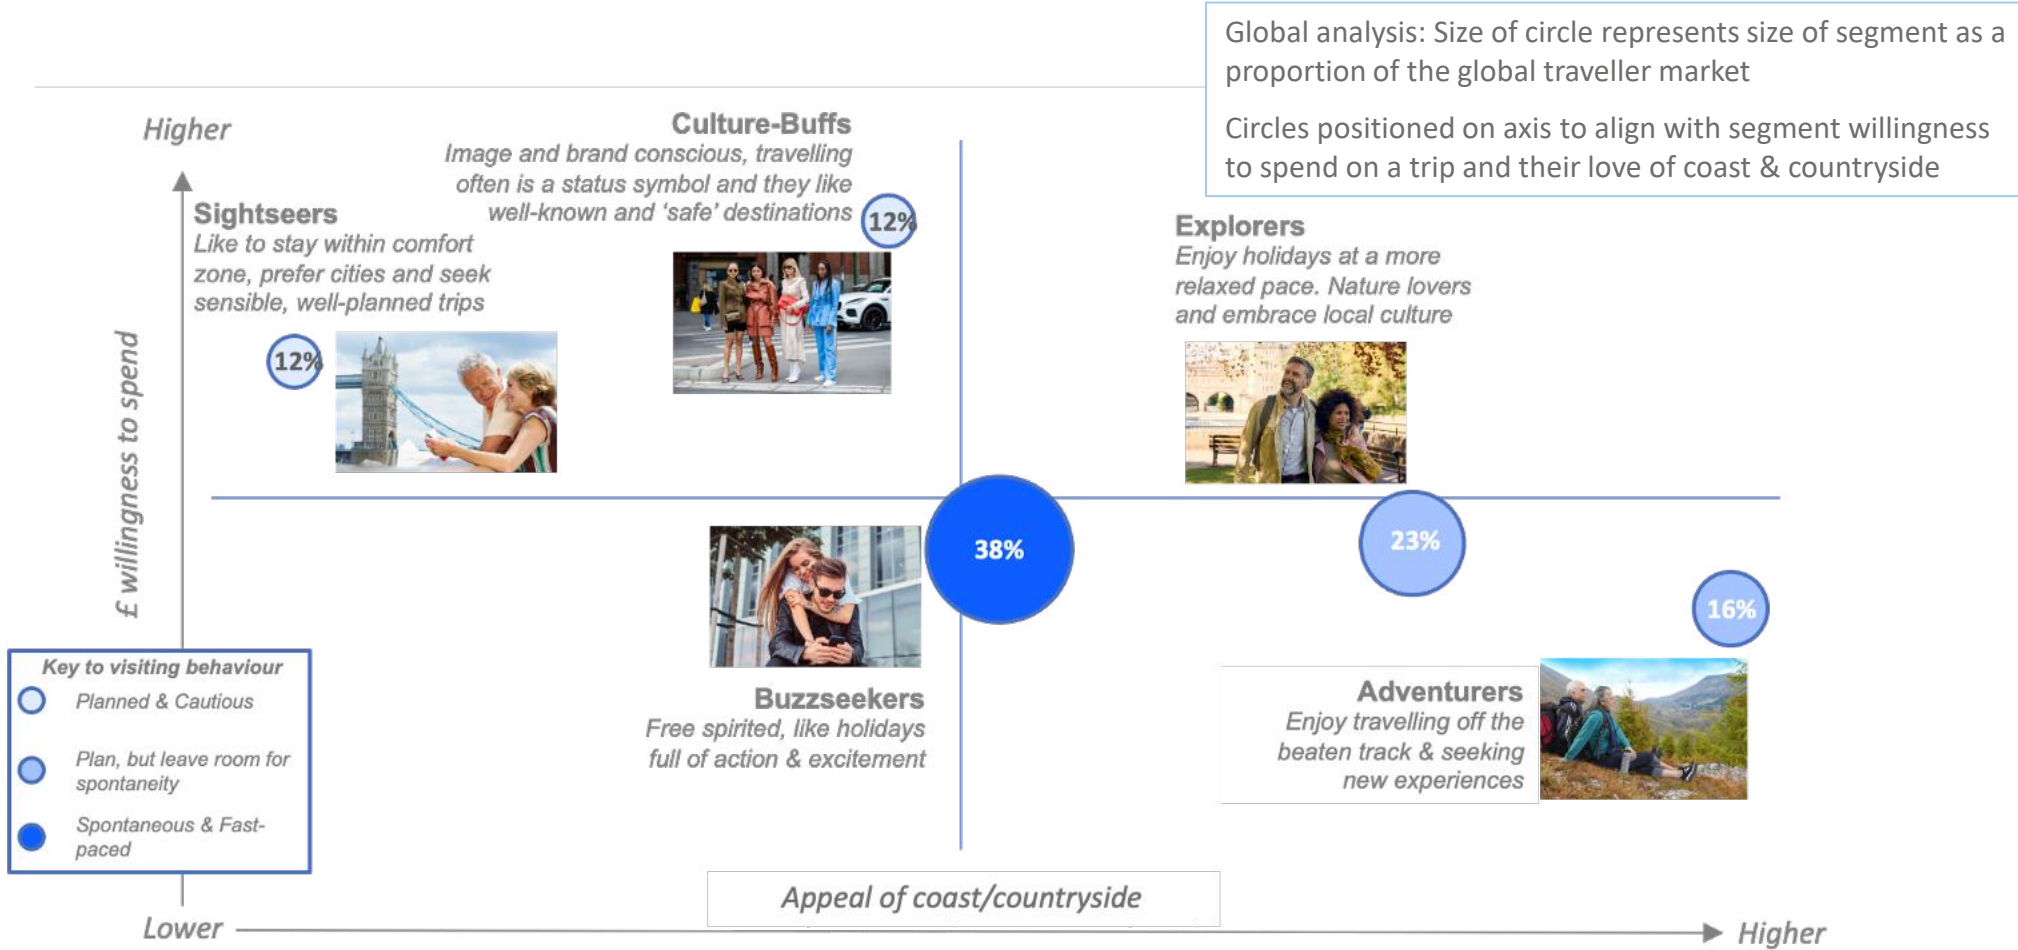 Global analysis: Size of circle represents size of segment as a
proportion of the global traveller market
Circles positioned on axis to align with segment willingness
to spend on a trip and their love of coast & countryside
Higher
Culture-Buffs
Image and brand conscious, travelling
often is a status symbol and they like
well-known and ‘safe’ destinations
12%
Sightseers
Like to stay within comfort
zone, prefer cities and seek
sensible, well-planned trips
12%
Explorers
Enjoy holidays at a more
relaxed pace. Nature lovers
and embrace local culture
£ willingness to spend
38%
23%
16%
Buzzseekers
Free spirited, like holidays
full of action & excitement
Adventurers
Enjoy travelling off the
beaten track & seeking
new experiences
Key to visiting behaviour
Planned & Cautious
Plan, but leave room for
spontaneity
Spontaneous & Fast-
paced
Appeal of coast/countryside
Lower
Higher